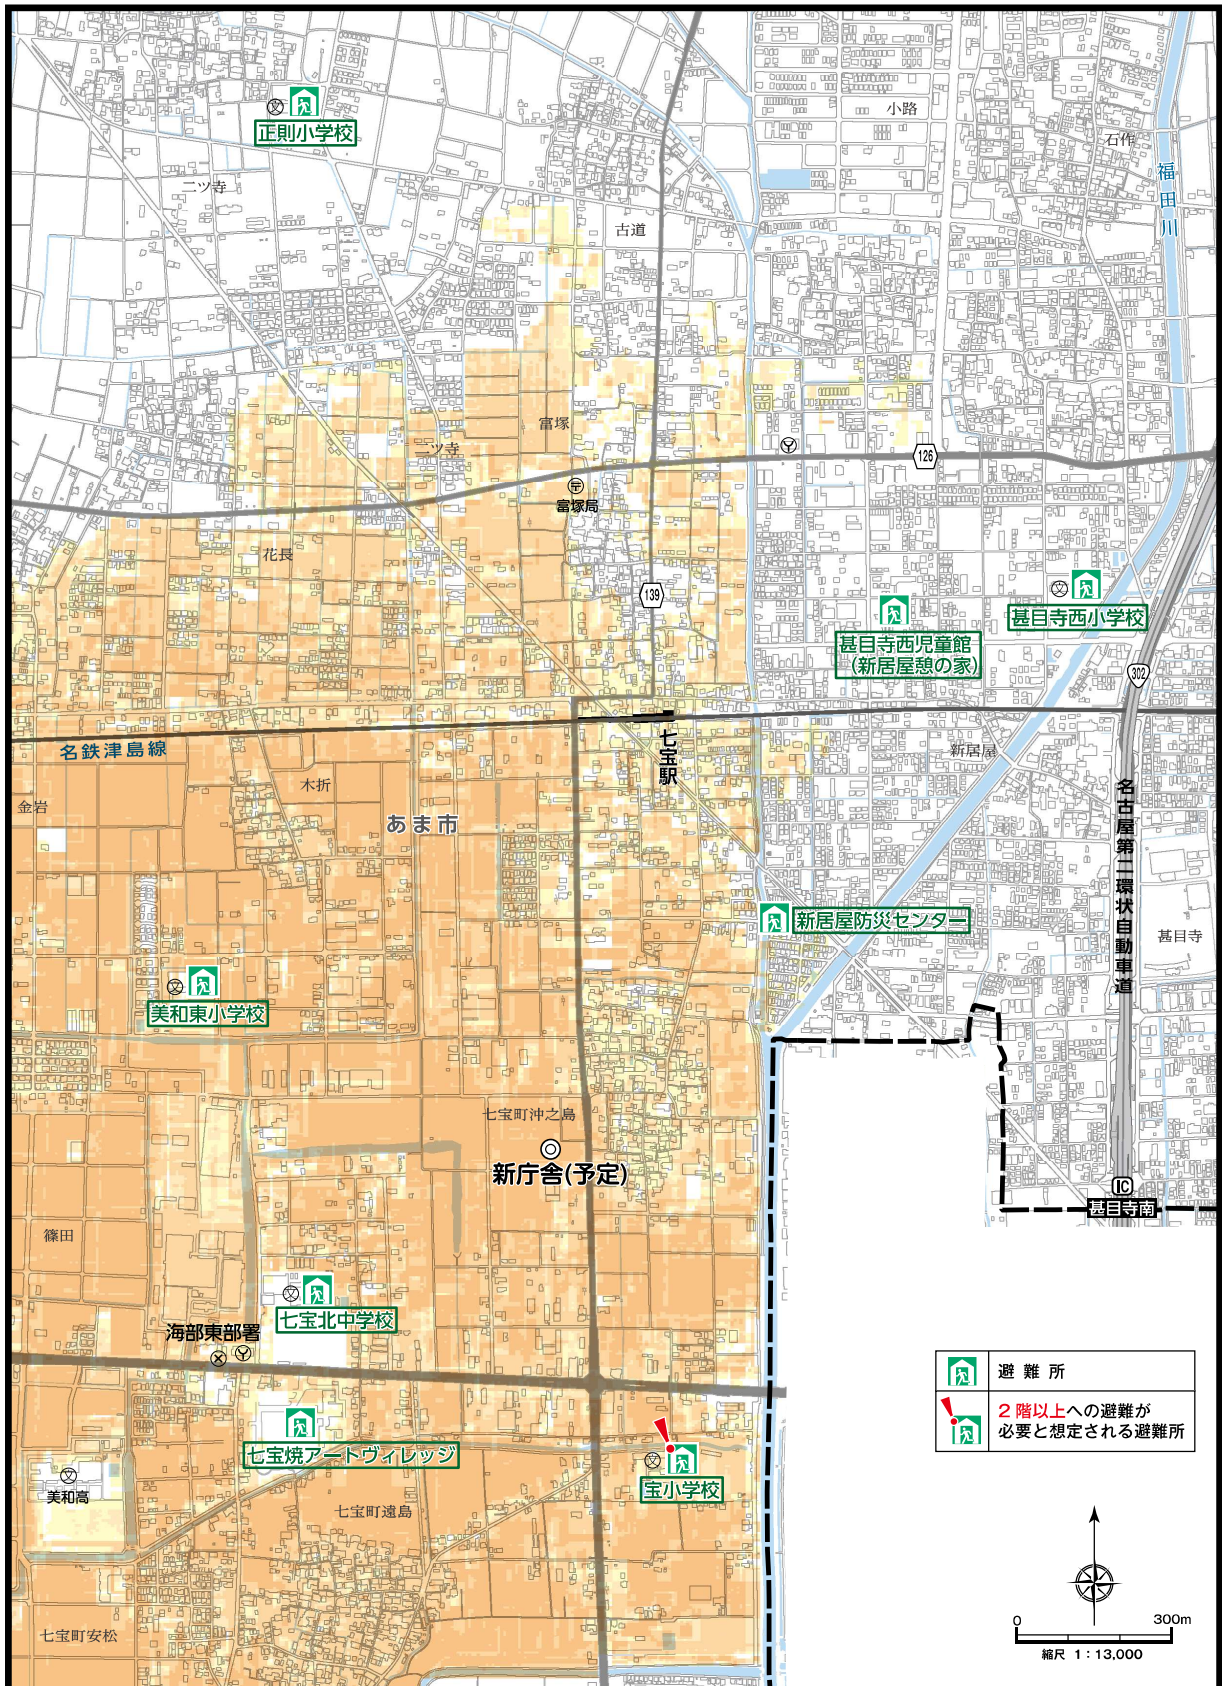 正則小学校
小路
石作
福田川
二ツ寺
古道
富塚
二ツ寺
126
富塚局
花長
139
甚目寺西小学校
甚目寺西児童館
(新居屋憩の家)
302
名鉄津島線
七宝駅
新居屋
木折
金岩
あま市
名古屋第二環状自動車道
新居屋防災センター
甚目寺
美和東小学校
七宝町沖之島
新庁舎(予定)
IC
甚目寺南
篠田
七宝北中学校
海部東部署
避難所
2階以上への避難が
必要と想定される避難所
七宝焼アートヴィレッジ
宝小学校
美和高
七宝町遠島
七宝町安松
0 300m
縮尺 1:13,000